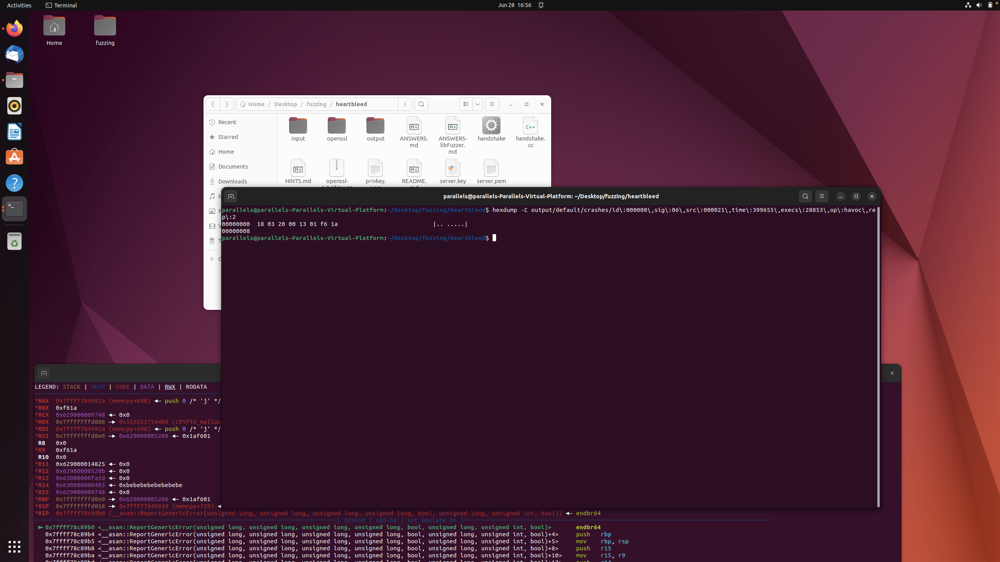 Activities
Terminal
Jun 28 16:56
Home
fuzzing
Home / Desktop / fuzzing / heartbleed
Recent
Starred
Home
Documents
Downloads
input
openssl
output
ANSWERS.
md
ANSWERS-
libFuzzer.
md
handshake
handshake.
cc
HINTS.md
openssl-
privkey.
README.
server.key
server.pem
parallels@parallels-Parallels-Virtual-Platform: ~/Desktop/fuzzing/heartbleed
parallels@parallels-Parallels-Virtual-Platform:~/Desktop/fuzzing/heartbleed$ hexdump -C output/default/crashes/id\:000000\,sig\:06\,src\:000021\,time\:399655\,execs\:28853\,op\:havoc\,re
p\:2
00000000  18 03 20 00 13 01 f6 1a                           |.. .....|
00000008
parallels@parallels-Parallels-Virtual-Platform:~/Desktop/fuzzing/heartbleed$
LEGEND: STACK | HEAP | CODE | DATA | RWX | RODATA
*RAX  0x7ffff784991a (memcpy+698) ◂— push 0 /* 'j' */
*RBX  0xf61a
*RCX  0x629000009748 ◂— 0x0
*RDX  0x7fffffffd088 —▸ 0x555555754409 (CRYPTO_malloc
*RDI  0x7ffff784991a (memcpy+698) ◂— push 0 /* 'j' */
*RSI  0x7fffffffd8e0 —▸ 0x629000005208 ◂— 0x1af601
 R8   0x0
*R9   0xf61a
 R10  0x0
*R11  0x629000014825 ◂— 0x0
*R12  0x62900000520b ◂— 0x0
*R13  0x63000000fa1d ◂— 0x0
*R14  0x630000000403 ◂— 0xbebebebebebebebe
*R15  0x629000009748 ◂— 0x0
*RBP  0x7fffffffd8e0 —▸ 0x629000005208 ◂— 0x1af601
*RSP  0x7fffffffd058 —▸ 0x7ffff7849939 (memcpy+729) ◂
*RIP  0x7ffff78c89b0 (__asan::ReportGenericError(unsigned long, unsigned long, unsigned long, unsigned long, bool, unsigned long, unsigned int, bool)) ◂— endbr64
[ DISASM / x86-64 / set emulate on ]
► 0x7ffff78c89b0 <__asan::ReportGenericError(unsigned long, unsigned long, unsigned long, unsigned long, bool, unsigned long, unsigned int, bool)>       endbr64
0x7ffff78c89b4 <__asan::ReportGenericError(unsigned long, unsigned long, unsigned long, unsigned long, bool, unsigned long, unsigned int, bool)+4>     push   rbp
0x7ffff78c89b5 <__asan::ReportGenericError(unsigned long, unsigned long, unsigned long, unsigned long, bool, unsigned long, unsigned int, bool)+5>     mov    rbp, rsp
0x7ffff78c89b8 <__asan::ReportGenericError(unsigned long, unsigned long, unsigned long, unsigned long, bool, unsigned long, unsigned int, bool)+8>     push   r15
0x7ffff78c89ba <__asan::ReportGenericError(unsigned long, unsigned long, unsigned long, unsigned long, bool, unsigned long, unsigned int, bool)+10>    mov    r15, r9